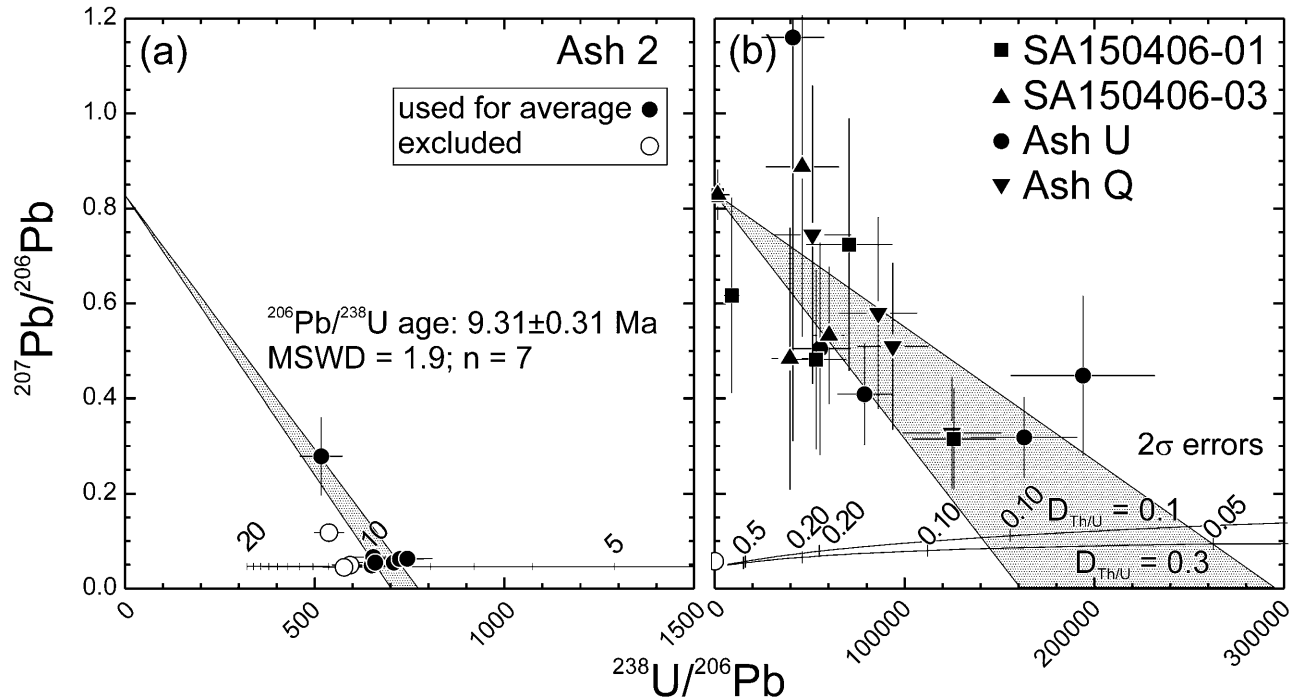 (a)
Ash 2
used for average
excluded
²⁰⁶Pb/²³⁸U age: 9.31±0.31 Ma
MSWD = 1.9; n = 7
20
10
5
1.2
1.0
0.8
0.6
0.4
0.2
0.0
²⁰⁷Pb/²⁰⁶Pb
0
500
1000
1500
(b)
SA150406-01
SA150406-03
Ash U
Ash Q
2σ errors
D_Th/U = 0.1
D_Th/U = 0.3
0.5
0.20
0.20
0.10
0.10
0.05
0
100000
200000
300000
²³⁸U/²⁰⁶Pb